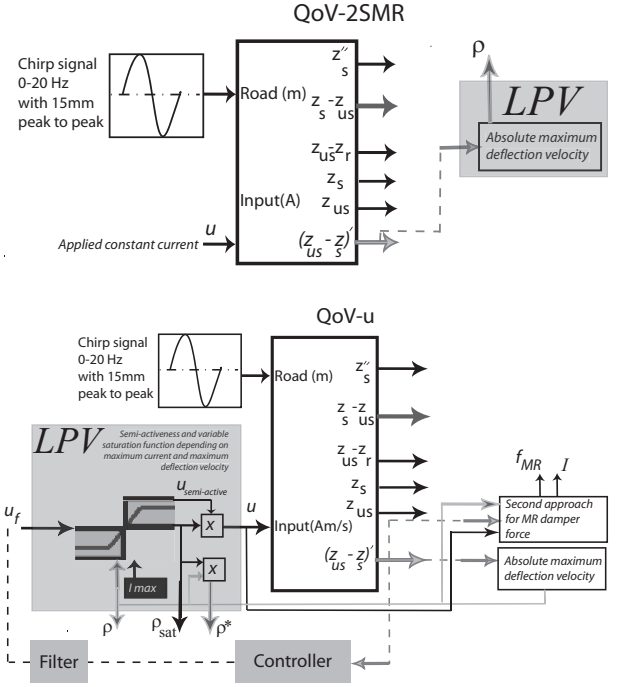 QoV-2SMR
Chirp signal
0-20 Hz
with 15mm
peak to peak
Road (m)
Input(A)
u
Applied constant current
z''s
zs-zus
zus-zr
zs
zus
(zus - zs)'
ρ
LPV
Absolute maximum
deflection velocity
QoV-u
Chirp signal
0-20 Hz
with 15mm
peak to peak
Road (m)
Input(Am/s)
z''s
zs-zus
zus-zr
zs
zus
(zus - zs)'
LPV
Semi-activeness and variable
saturation function depending on
maximum current and maximum
deflection velocity
uf
usemi-active
x
u
x
I max
ρ
ρsat
ρ*
fMR
I
Second approach
for MR damper
force
Absolute maximum
deflection velocity
Filter
Controller